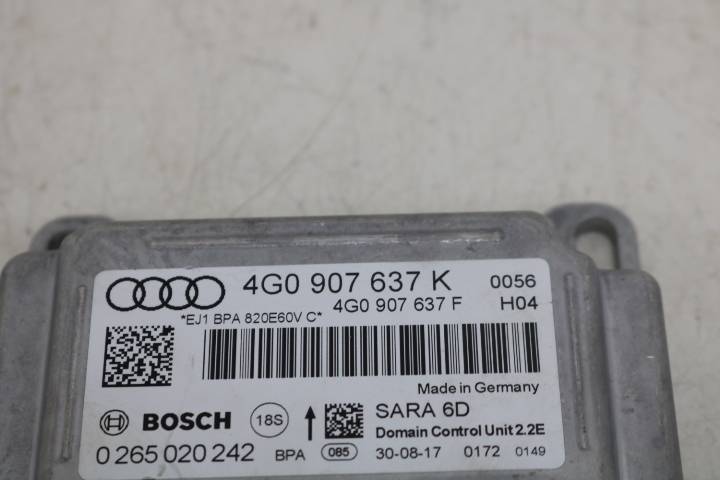 4G0 907 637 K 0056
4G0 907 637 F H04
*EJ1 BPA 820E60V C*
Made in Germany
BOSCH 18S SARA 6D
Domain Control Unit 2.2E
0 265 020 242 BPA 085 30-08-17 0172 0149